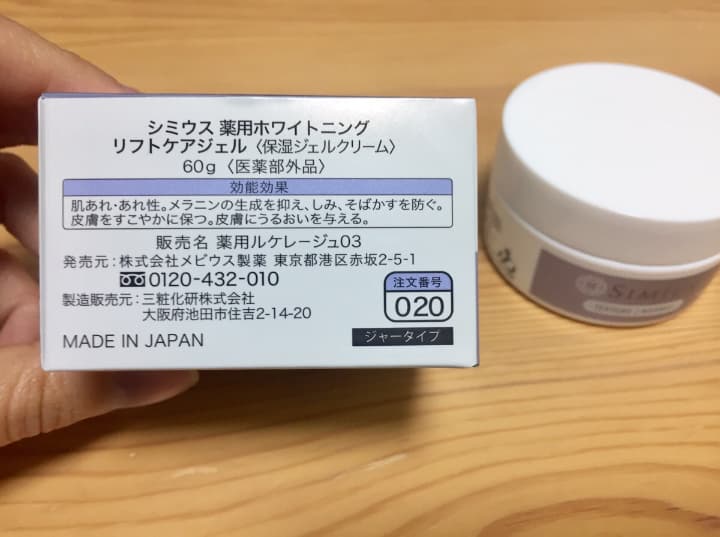 シミウス 薬用ホワイトニング
リフトケアジェル〈保湿ジェルクリーム〉
60g〈医薬部外品〉
効能効果
肌あれ・あれ性。メラニンの生成を抑え、しみ、そばかすを防ぐ。
皮膚をすこやかに保つ。皮膚にうるおいを与える。
販売名 薬用ルケレージュ03
発売元：株式会社メビウス製薬 東京都港区赤坂2-5-1
0120-432-010
製造販売元：三粧化研株式会社
大阪府池田市住吉2-14-20
注文番号
020
MADE IN JAPAN
ジャータイプ